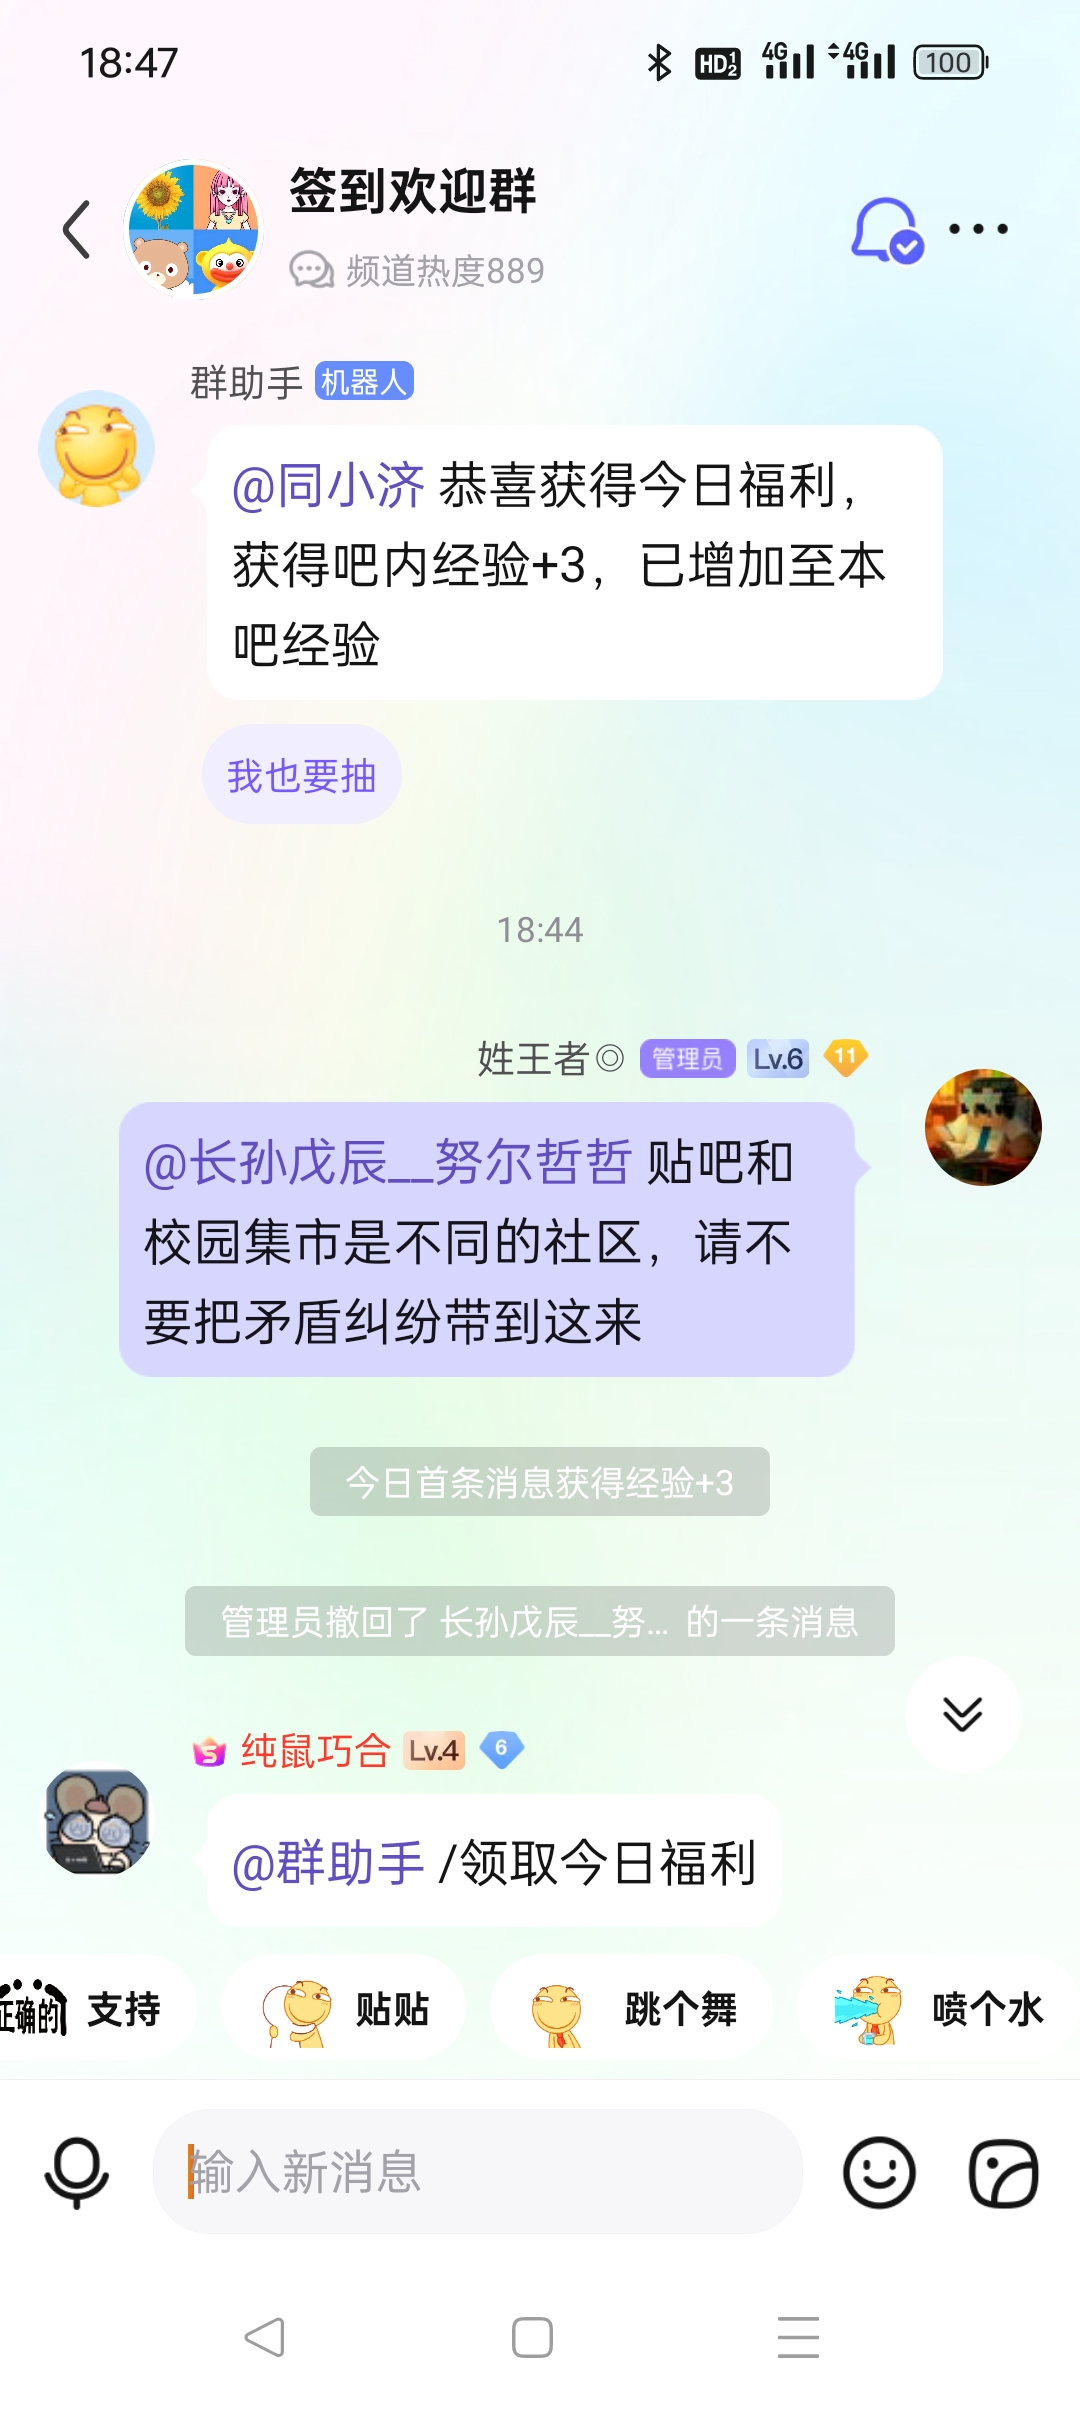 18:47
HD 1 2 4G 4G 100
签到欢迎群
频道热度889
群助手 机器人
@同小济 恭喜获得今日福利，
获得吧内经验+3，已增加至本
吧经验
我也要抽
18:44
姓王者◎ 管理员 Lv.6 11
@长孙戊辰__努尔哲哲 贴吧和
校园集市是不同的社区，请不
要把矛盾纠纷带到这来
今日首条消息获得经验+3
管理员撤回了 长孙戊辰__努... 的一条消息
S 纯鼠巧合 Lv.4 6
@群助手 /领取今日福利
正确的 支持 贴贴 跳个舞 喷个水
输入新消息